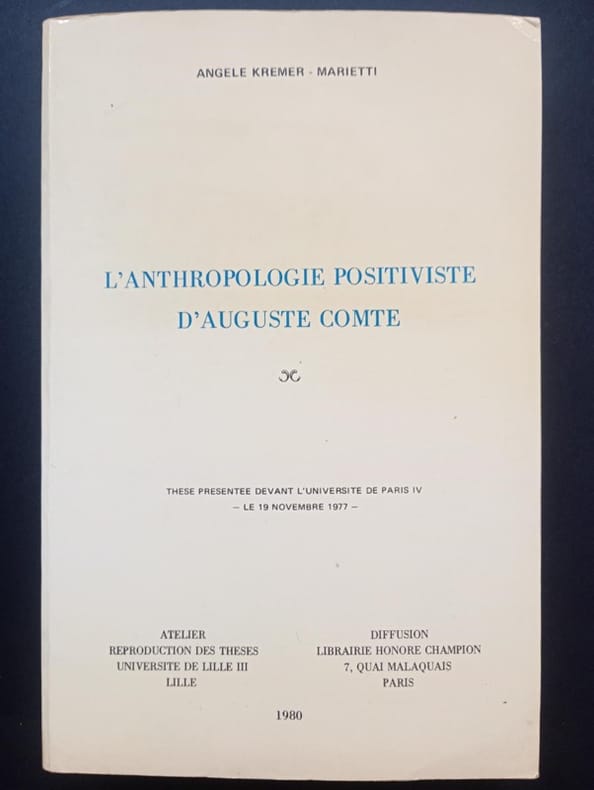 ANGELE KREMER - MARIETTI
L'ANTHROPOLOGIE POSITIVISTE
D'AUGUSTE COMTE
THESE PRESENTEE DEVANT L'UNIVERSITE DE PARIS IV
– LE 19 NOVEMBRE 1977 –
ATELIER
REPRODUCTION DES THESES
UNIVERSITE DE LILLE III
LILLE
DIFFUSION
LIBRAIRIE HONORE CHAMPION
7, QUAI MALAQUAIS
PARIS
1980